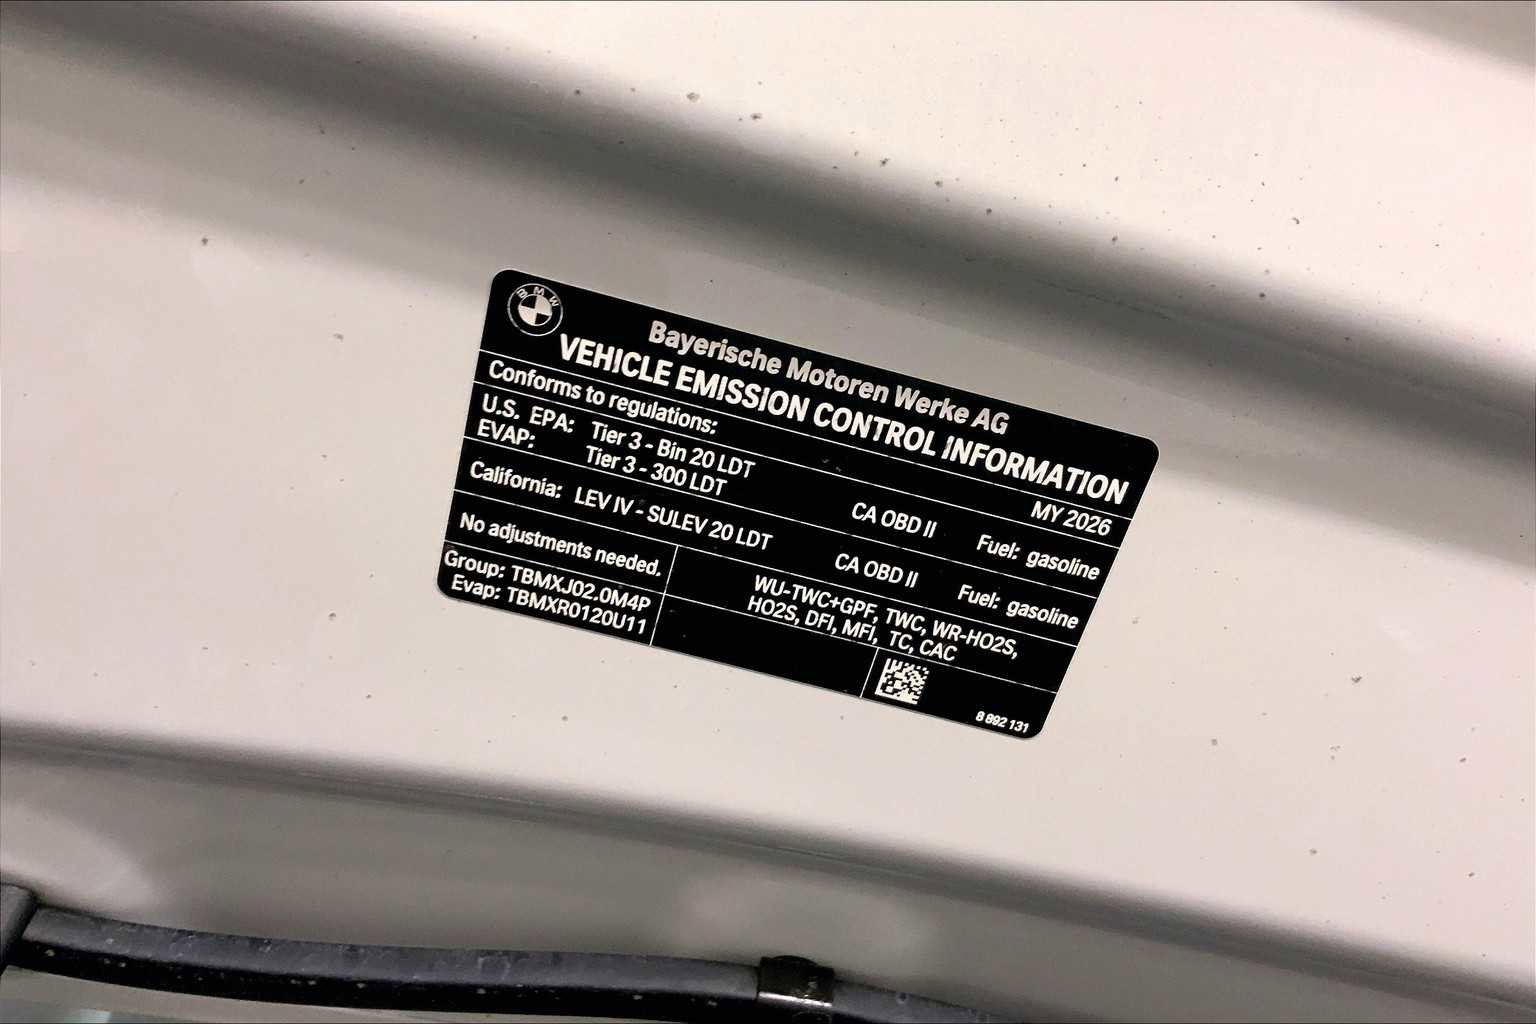 BMW
Bayerische Motoren Werke AG
VEHICLE EMISSION CONTROL INFORMATION
Conforms to regulations: MY 2026
U.S. EPA: Tier 3 - Bin 20 LDT CA OBD II Fuel: gasoline
EVAP: Tier 3 - 300 LDT
California: LEV IV - SULEV 20 LDT CA OBD II Fuel: gasoline
No adjustments needed. WU-TWC+GPF, TWC, WR-HO2S,
HO2S, DFI, MFI, TC, CAC
Group: TBMXJ02.0M4P
Evap: TBMXR0120U11
8 892 131